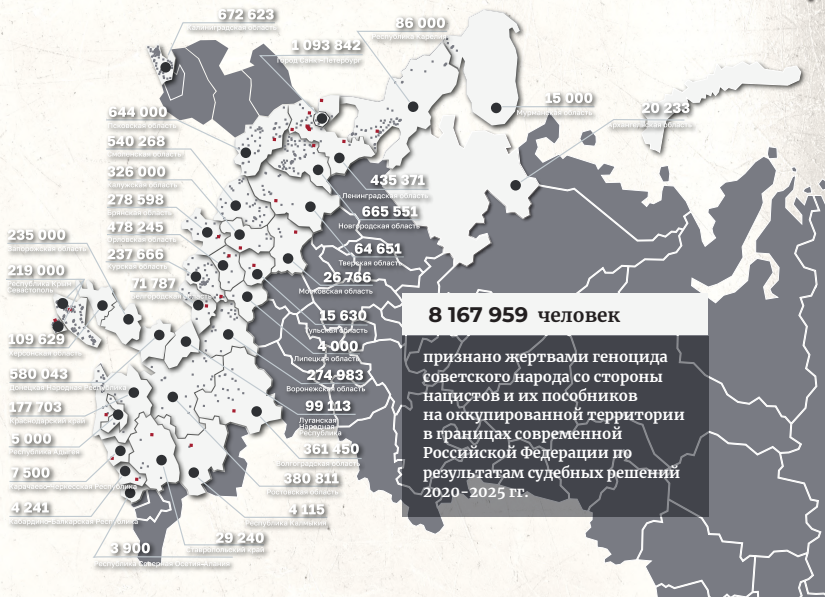 672 623
Калининградская область
1 093 842
город Санкт-Петербург
86 000
Республика Карелия
15 000
Мурманская область
20 233
Архангельская область
644 000
Псковская область
540 268
Смоленская область
326 000
Калужская область
278 598
Брянская область
478 245
Орловская область
237 666
Курская область
71 787
Белгородская
435 371
Ленинградская область
665 551
Новгородская область
64 651
Тверская область
26 766
Московская область
15 630
Тульская область
4 000
Липецкая область
274 983
Воронежская область
99 113
Луганская
Народная
Республика
361 450
Волгоградская область
380 811
Ростовская область
4 115
Республика Калмыкия
29 240
Ставропольский край
3 900
Республика Северная Осетия-Алания
235 000
Запорожская область
219 000
Республика Крым
Севастополь
109 629
Херсонская область
580 043
Донецкая Народная Республика
177 703
Краснодарский край
5 000
Республика Адыгея
7 500
Карачаево-Черкесская Республика
4 241
Кабардино-Балкарская Республика
8 167 959 человек
признано жертвами геноцида
советского народа со стороны
нацистов и их пособников
на оккупированной территории
в границах современной
Российской Федерации по
результатам судебных решений
2020-2025 гг.